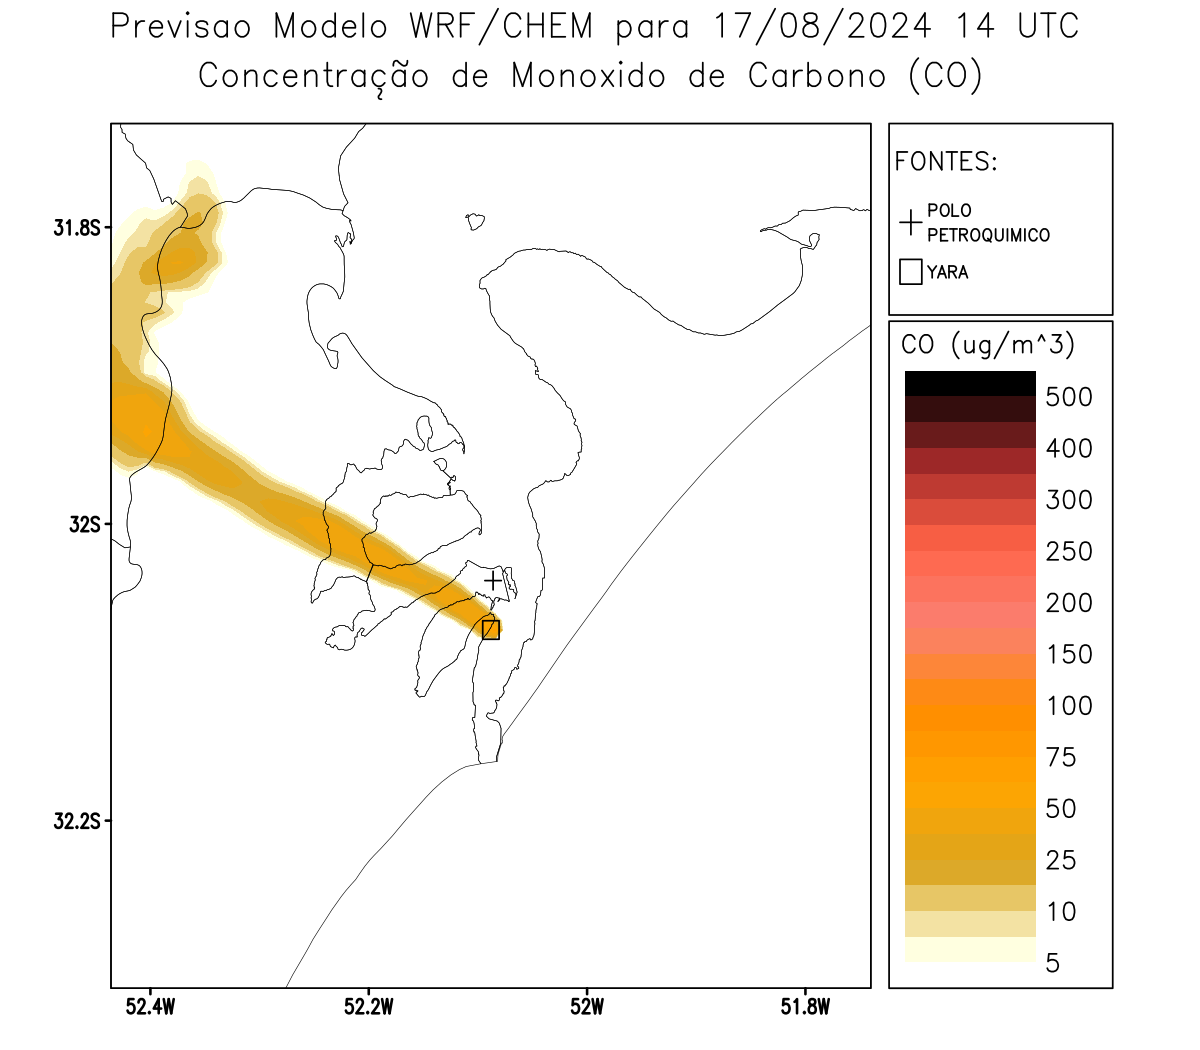 Previsao Modelo WRF/CHEM para 17/08/2024 14 UTC
Concentração de Monoxido de Carbono (CO)
FONTES:
POLO
PETROQUIMICO
YARA
CO (ug/m^3)
500
400
300
250
200
150
100
75
50
25
10
5
31.8S
32S
32.2S
52.4W
52.2W
52W
51.8W